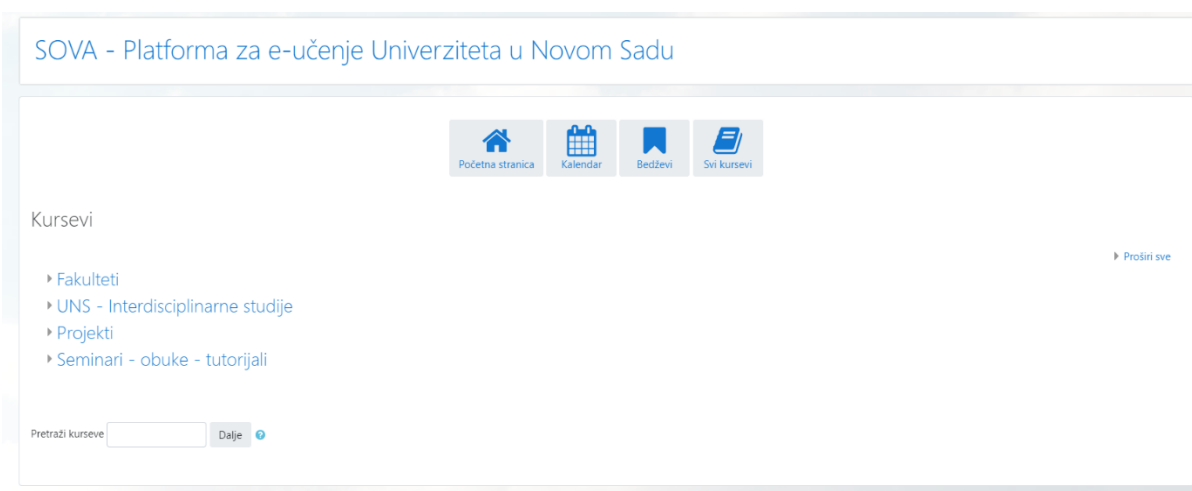 SOVA - Platforma za e-učenje Univerziteta u Novom Sadu
Početna stranica
Kalendar
Bedževi
Svi kursevi
Kursevi
Proširi sve
Fakulteti
UNS - Interdisciplinarne studije
Projekti
Seminari - obuke - tutorijali
Pretraži kurseve
Dalje